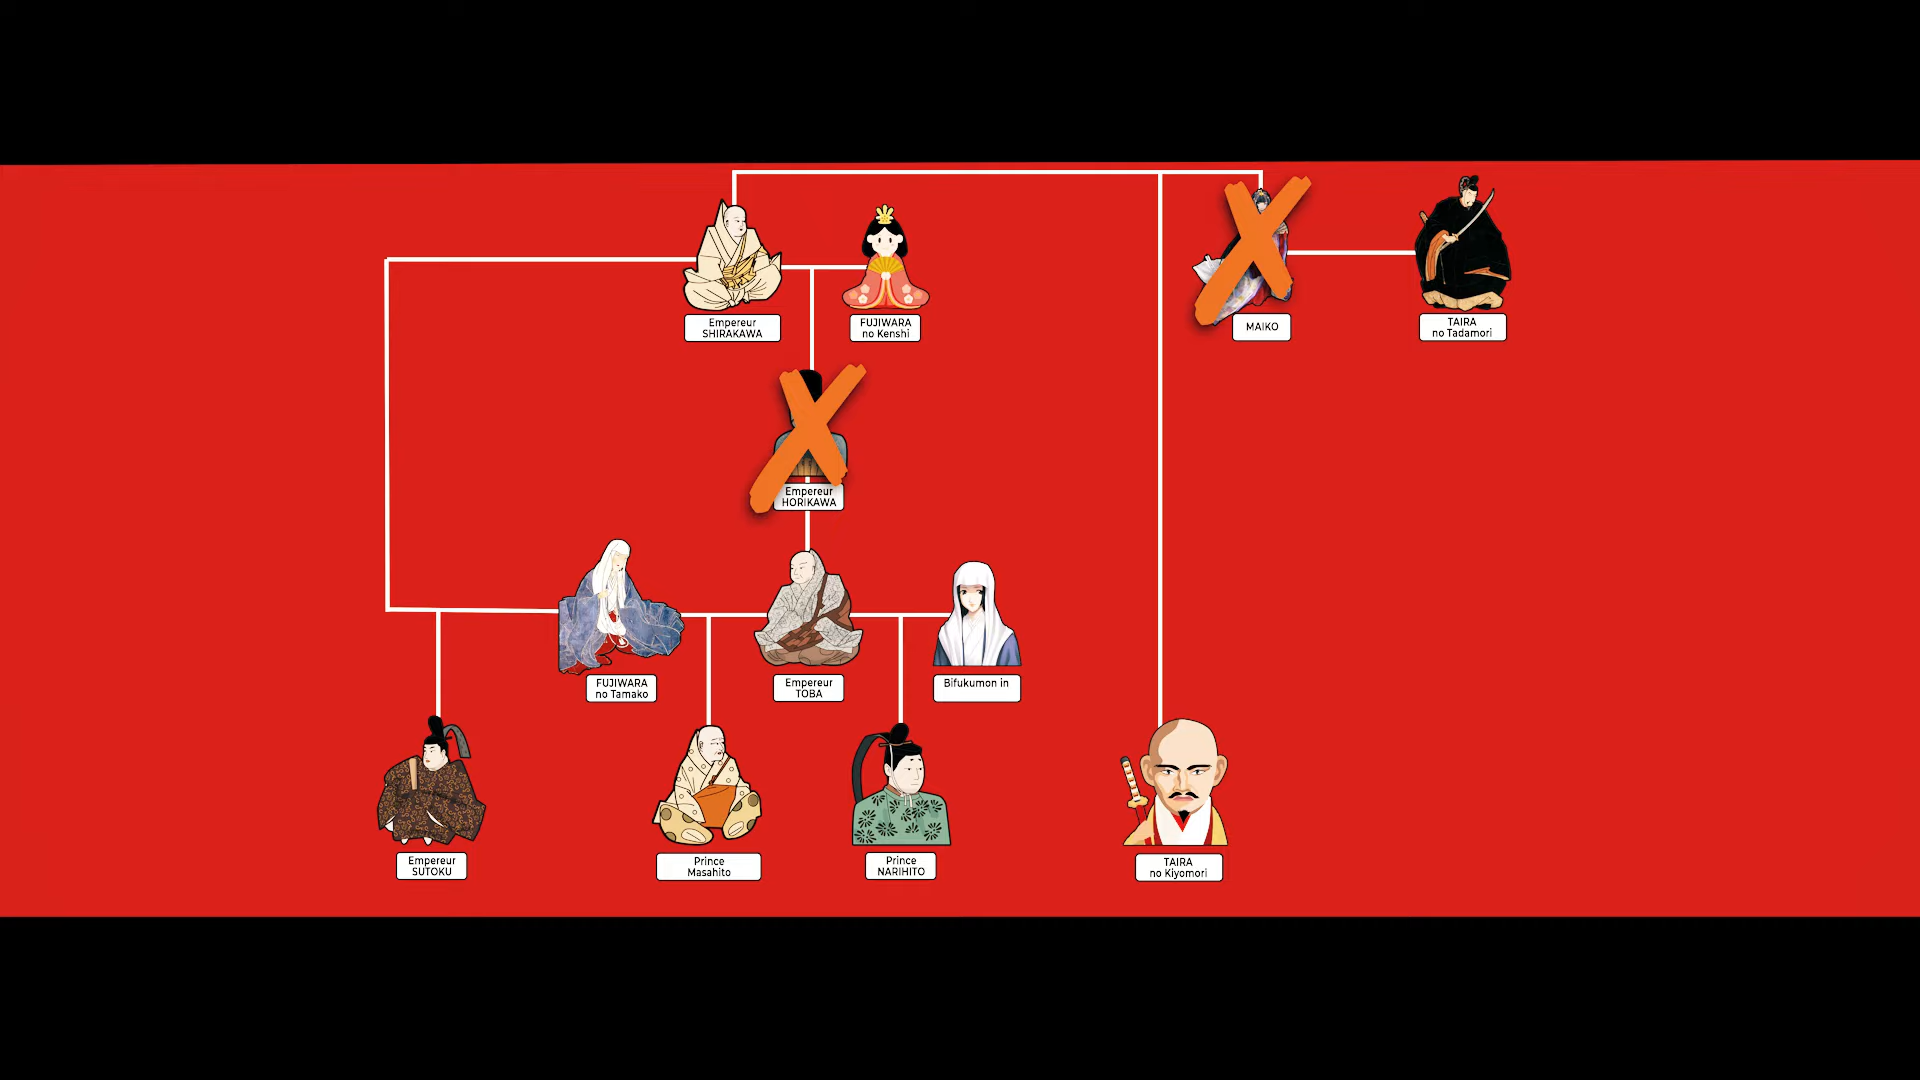 Empereur
SHIRAKAWA
FUJIWARA
no Kenshi
MAIKO
TAIRA
no Tadamori
Empereur
HORIKAWA
FUJIWARA
no Tamako
Empereur
TOBA
Bifukumon in
Empereur
SUTOKU
Prince
Masahito
Prince
NARIHITO
TAIRA
no Kiyomori